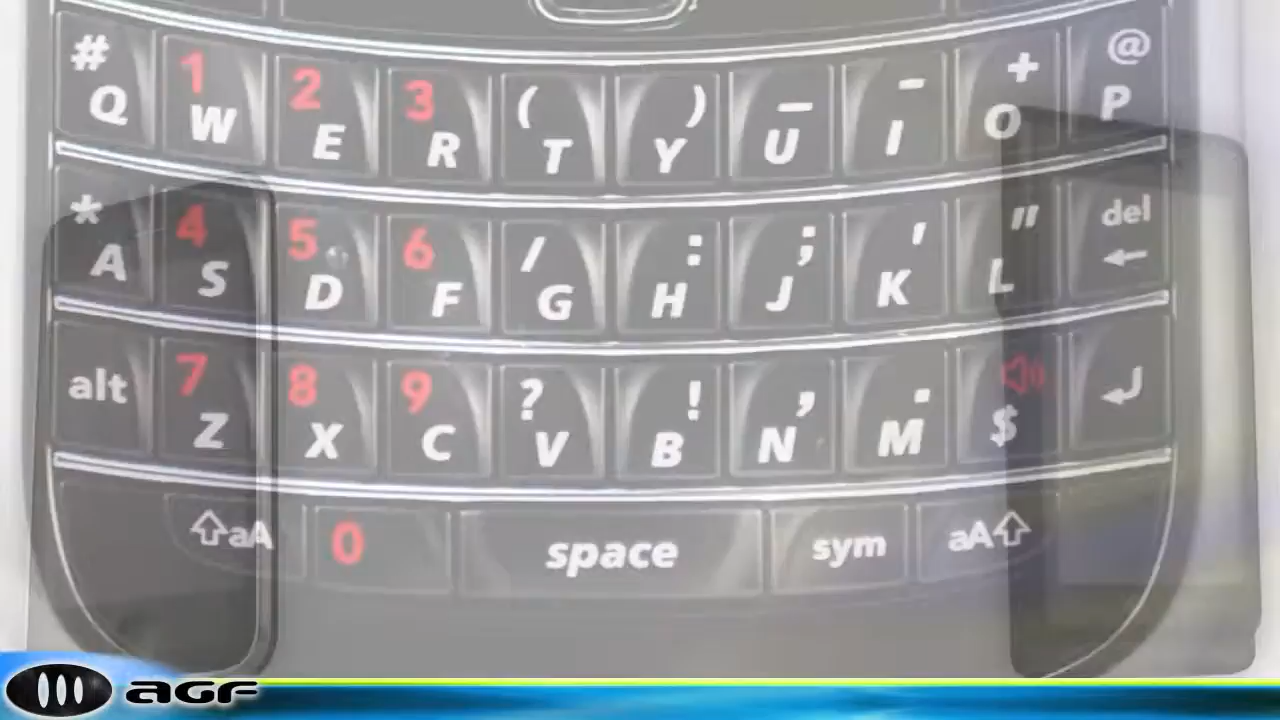 # 1 2 3 ( ) _ - + @
Q W E R T Y U I O P
* 4 5 6 / : ; ' " del
A S D F G H J K L
alt 7 8 9 ? ! , .
Z X C V B N M $
aA 0 space sym aA
AGF